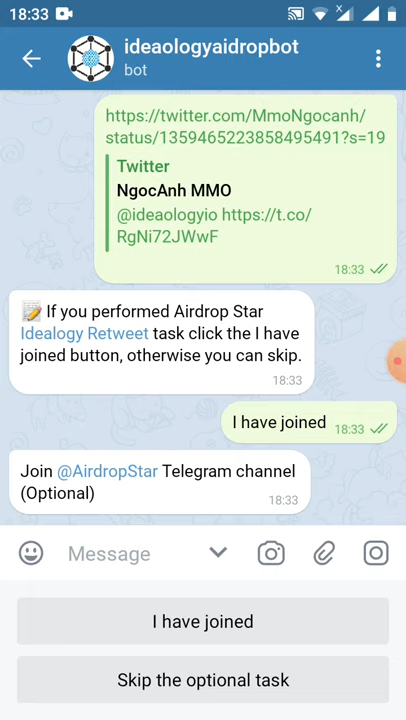 18:33
ideaologyaidropbot
bot
https://twitter.com/MmoNgocanh/
status/1359465223858495491?s=19
Twitter
NgocAnh MMO
@ideaologyio https://t.co/
RgNi72JWwF
18:33
If you performed Airdrop Star
Idealogy Retweet task click the I have
joined button, otherwise you can skip.
18:33
I have joined
18:33
Join @AirdropStar Telegram channel
(Optional)
18:33
Message
I have joined
Skip the optional task